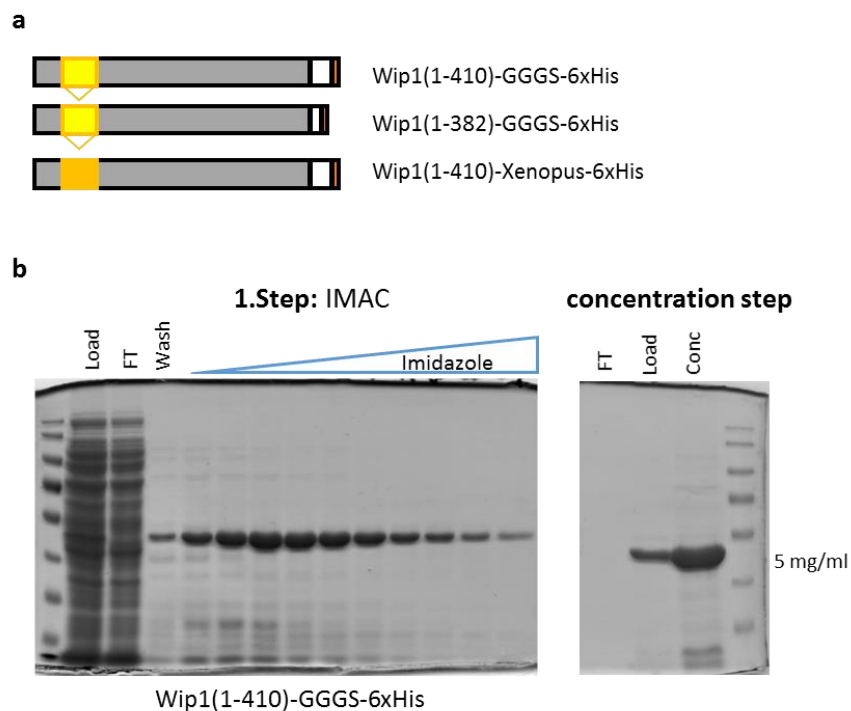 a
Wip1(1-410)-GGGS-6xHis
Wip1(1-382)-GGGS-6xHis
Wip1(1-410)-Xenopus-6xHis
b
1.Step: IMAC
concentration step
Load
FT
Wash
Imidazole
FT
Load
Conc
5 mg/ml
Wip1(1-410)-GGGS-6xHis